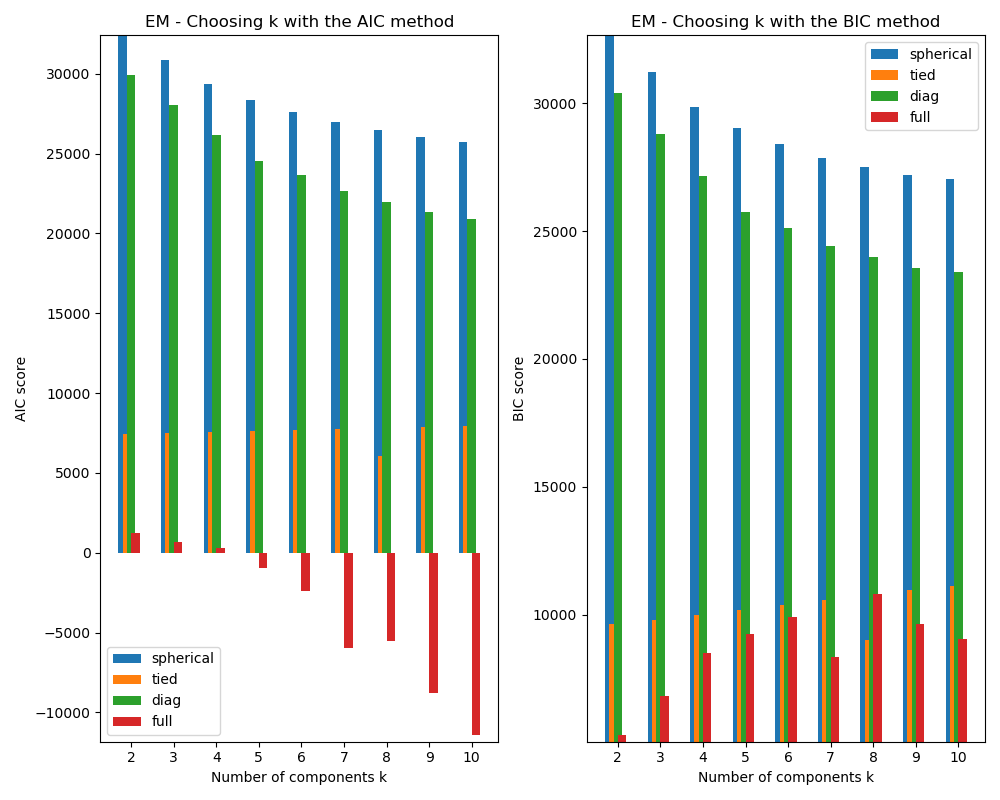 EM - Choosing k with the AIC method
AIC score
30000
25000
20000
15000
10000
5000
0
−5000
−10000
spherical
tied
diag
full
2 3 4 5 6 7 8 9 10
Number of components k
EM - Choosing k with the BIC method
BIC score
30000
25000
20000
15000
10000
spherical
tied
diag
full
2 3 4 5 6 7 8 9 10
Number of components k